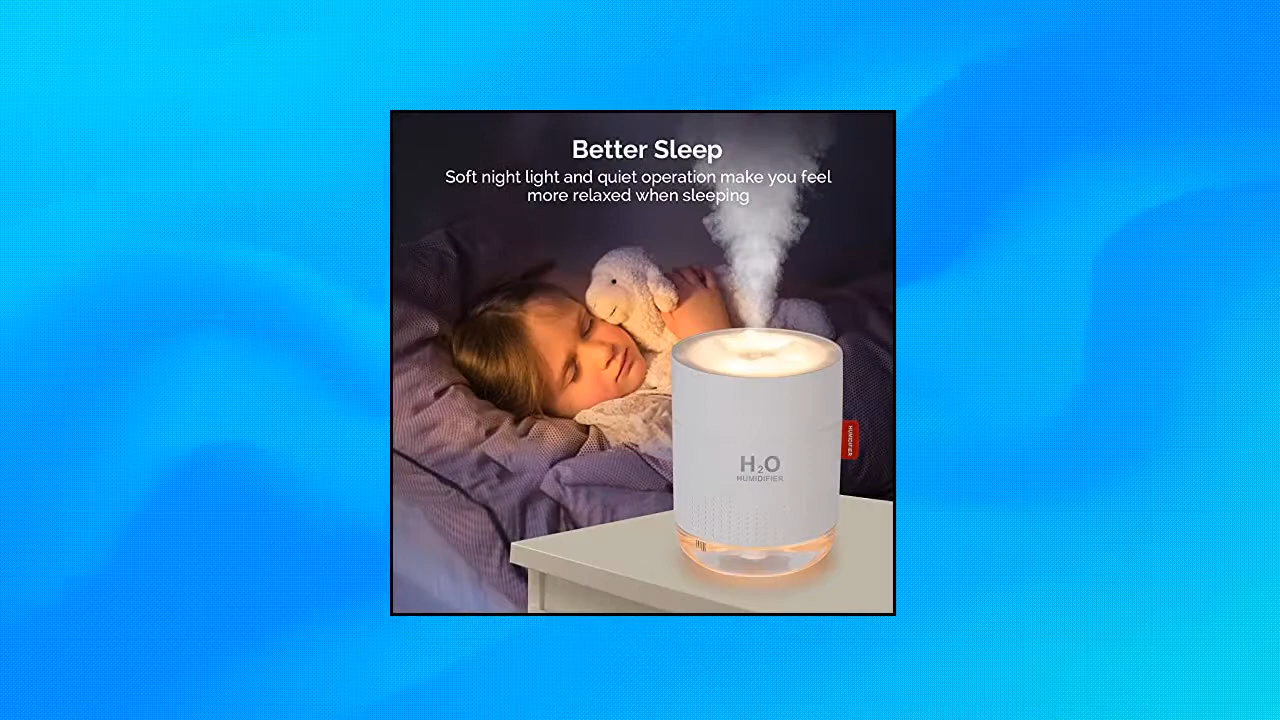 Better Sleep
Soft night light and quiet operation make you feel
more relaxed when sleeping
H₂O
HUMIDIFIER
HUMIDIFIER